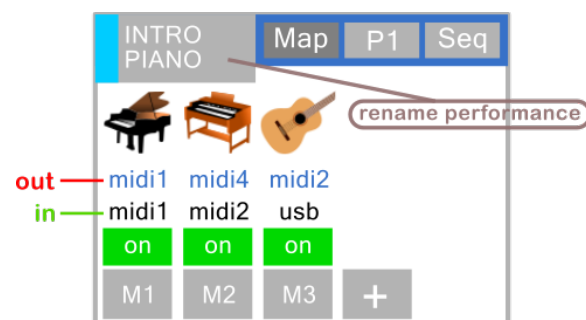 INTRO
PIANO
Map P1 Seq
rename performance
out midi1 midi4 midi2
in midi1 midi2 usb
on on on
M1 M2 M3 +